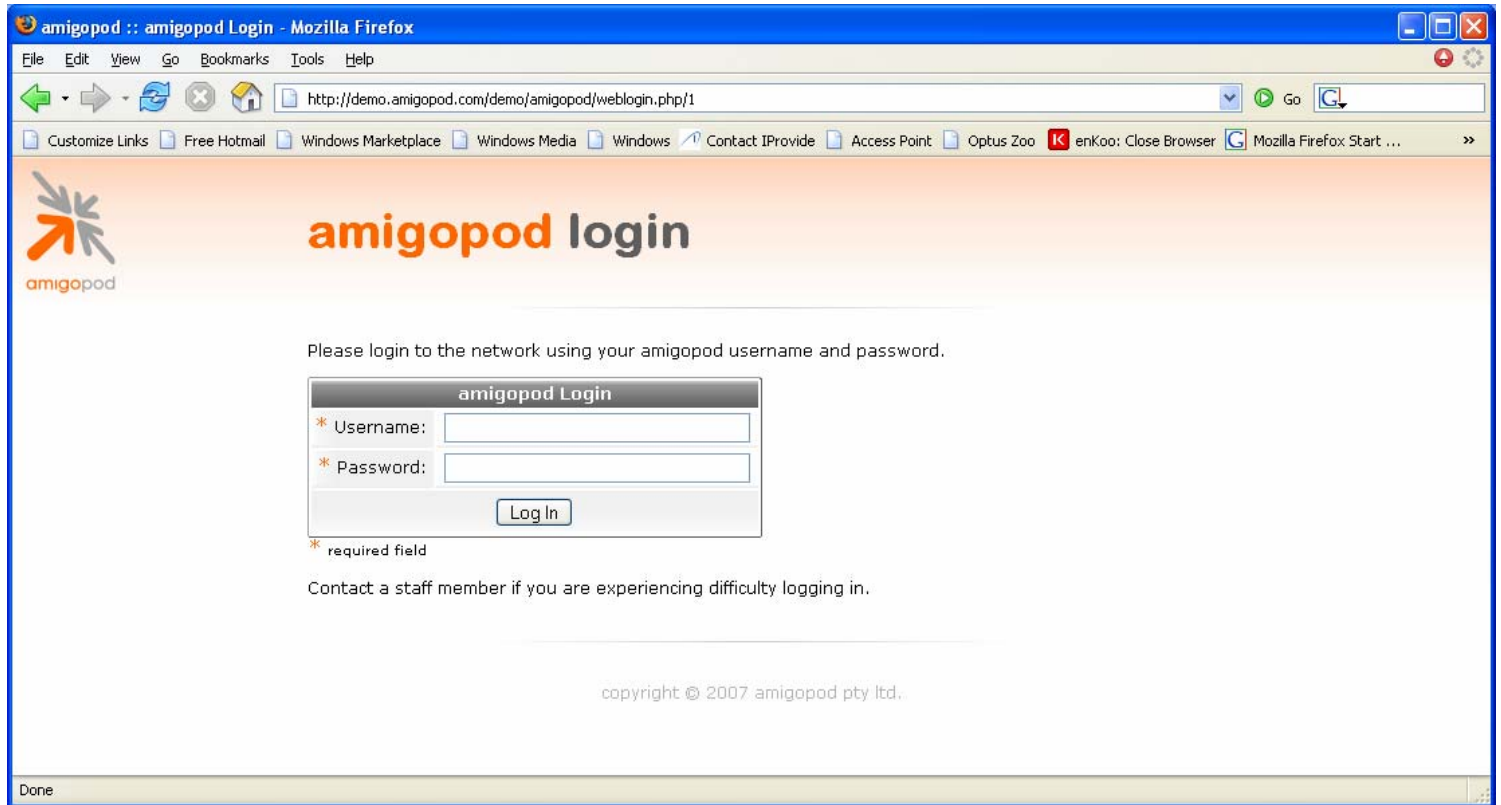 amigopod :: amigopod Login - Mozilla Firefox
File Edit View Go Bookmarks Tools Help
http://demo.amigopod.com/demo/amigopod/weblogin.php/1 Go G
Customize Links Free Hotmail Windows Marketplace Windows Media Windows Contact IProvide Access Point Optus Zoo K enKoo: Close Browser G Mozilla Firefox Start ... »
amigopod
amigopod login
Please login to the network using your amigopod username and password.
amigopod Login
* Username:
* Password:
Log In
* required field
Contact a staff member if you are experiencing difficulty logging in.
copyright © 2007 amigopod pty ltd.
Done